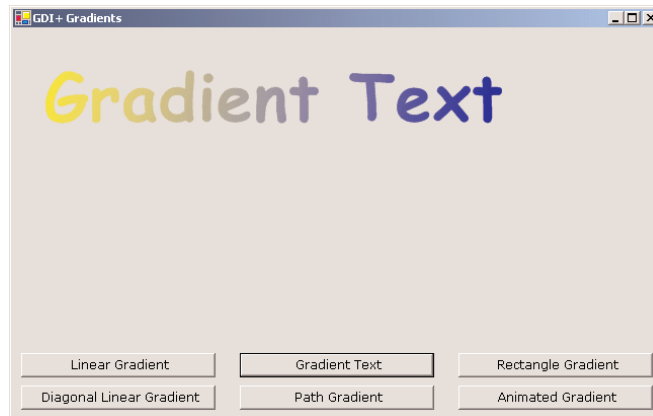 GDI+ Gradients
Gradient Text
Linear Gradient
Gradient Text
Rectangle Gradient
Diagonal Linear Gradient
Path Gradient
Animated Gradient